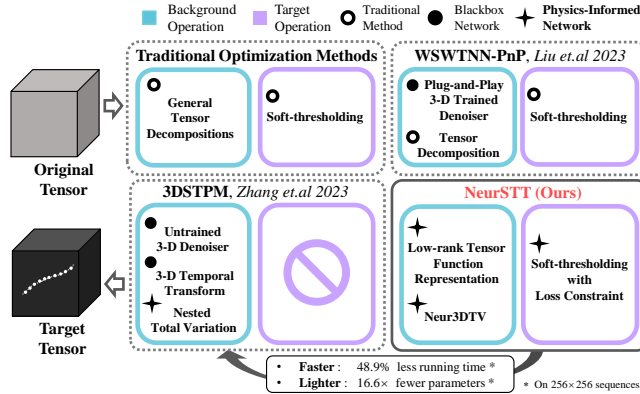 Background Operation
Target Operation
Traditional Method
Blackbox Network
Physics-Informed Network
Original Tensor
Target Tensor
Traditional Optimization Methods
General
Tensor
Decompositions
Soft-thresholding
WSWTNN-PnP, Liu et.al 2023
Plug-and-Play
3-D Trained
Denoiser
Tensor
Decomposition
Soft-thresholding
3DSTPM, Zhang et.al 2023
Untrained
3-D Denoiser
3-D Temporal
Transform
Nested
Total Variation
NeurSTT (Ours)
Low-rank Tensor
Function
Representation
Neur3DTV
Soft-thresholding
with
Loss Constraint
• Faster : 48.9% less running time *
• Lighter : 16.6× fewer parameters *
* On 256×256 sequences